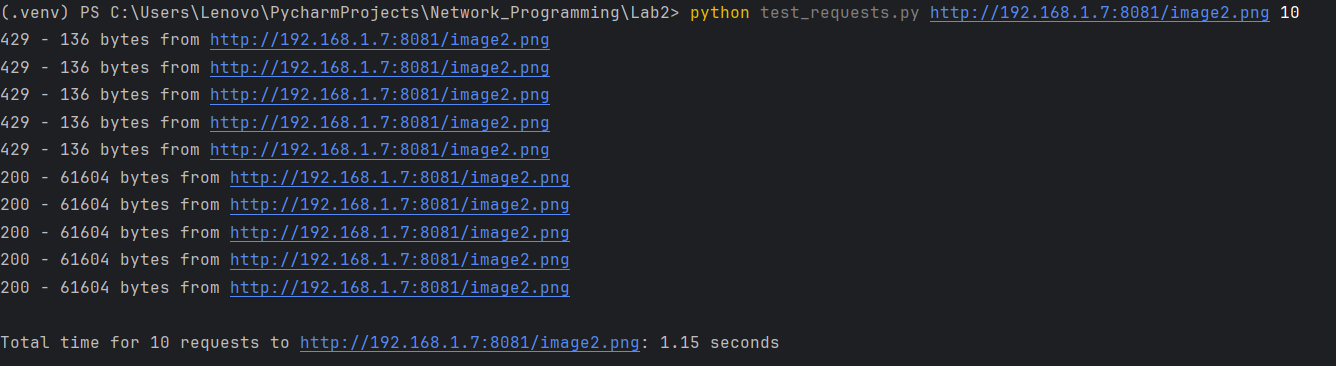 (.venv) PS C:\Users\Lenovo\PycharmProjects\Network_Programming\Lab2> python test_requests.py http://192.168.1.7:8081/image2.png 10
429 - 136 bytes from http://192.168.1.7:8081/image2.png
429 - 136 bytes from http://192.168.1.7:8081/image2.png
429 - 136 bytes from http://192.168.1.7:8081/image2.png
429 - 136 bytes from http://192.168.1.7:8081/image2.png
429 - 136 bytes from http://192.168.1.7:8081/image2.png
200 - 61604 bytes from http://192.168.1.7:8081/image2.png
200 - 61604 bytes from http://192.168.1.7:8081/image2.png
200 - 61604 bytes from http://192.168.1.7:8081/image2.png
200 - 61604 bytes from http://192.168.1.7:8081/image2.png
200 - 61604 bytes from http://192.168.1.7:8081/image2.png
Total time for 10 requests to http://192.168.1.7:8081/image2.png: 1.15 seconds